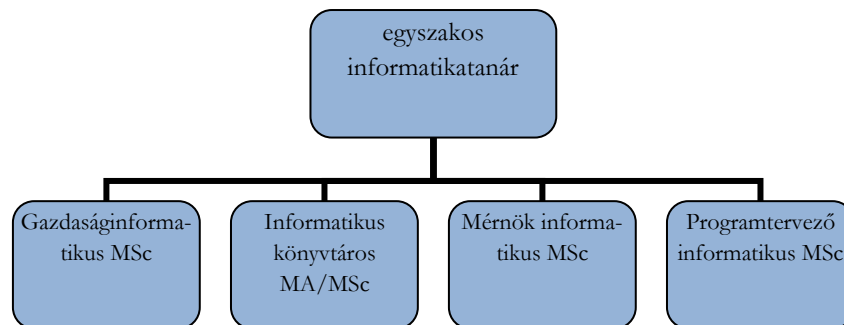 egyszakos
informatikatanár
Gazdaságinforma-
tikus MSc
Informatikus
könyvtáros
MA/MSc
Mérnök informa-
tikus MSc
Programtervező
informatikus MSc